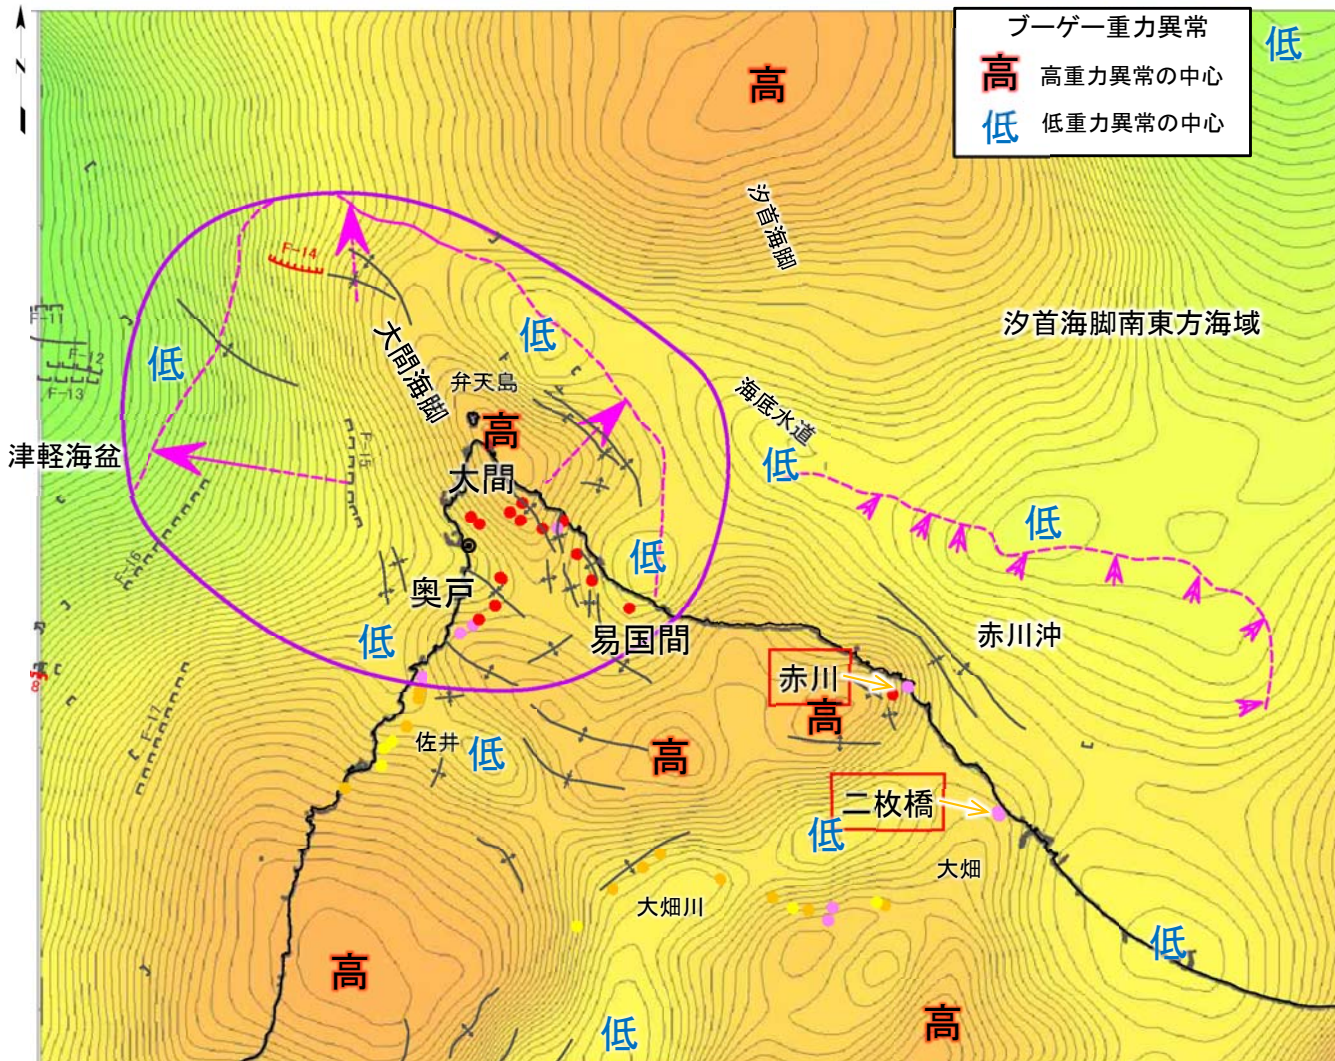 N
ブーゲー重力異常
高 高重力異常の中心
低 低重力異常の中心
低
高
汐首海脚
F-14
F-11
F-12
F-13
低
低
汐首海脚南東方海域
大間海脚
弁天島
高
海底水道
低
津軽海盆
F-15
大間
低
F-16
低
奥戸
低
易国間
赤川沖
赤川
高
F-17
佐井
低
高
二枚橋
低
大畑
大畑川
低
高
低
高